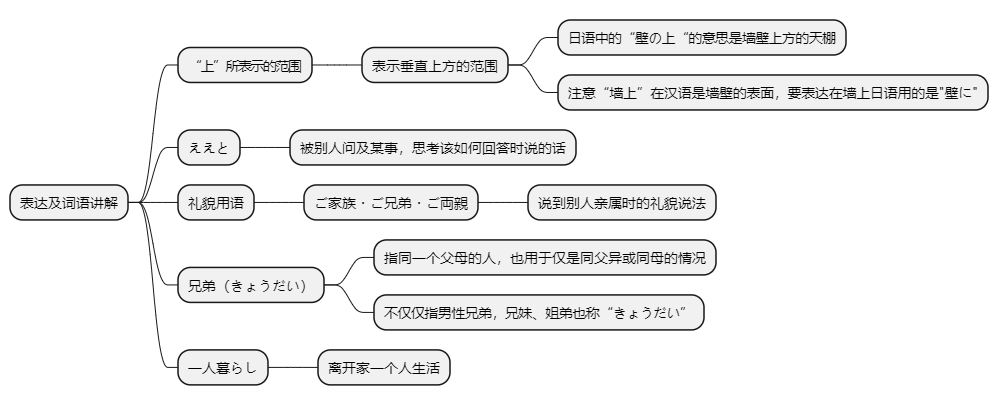 表达及词语讲解
“上”所表示的范围
表示垂直上方的范围
日语中的“壁の上“的意思是墙壁上方的天棚
注意“墙上”在汉语是墙壁的表面，要表达在墙上日语用的是"壁に"
ええと
被别人问及某事，思考该如何回答时说的话
礼貌用语
ご家族・ご兄弟・ご両親
说到别人亲属时的礼貌说法
兄弟（きょうだい）
指同一个父母的人，也用于仅是同父异或同母的情况
不仅仅指男性兄弟，兄妹、姐弟也称“きょうだい”
一人暮らし
离开家一个人生活